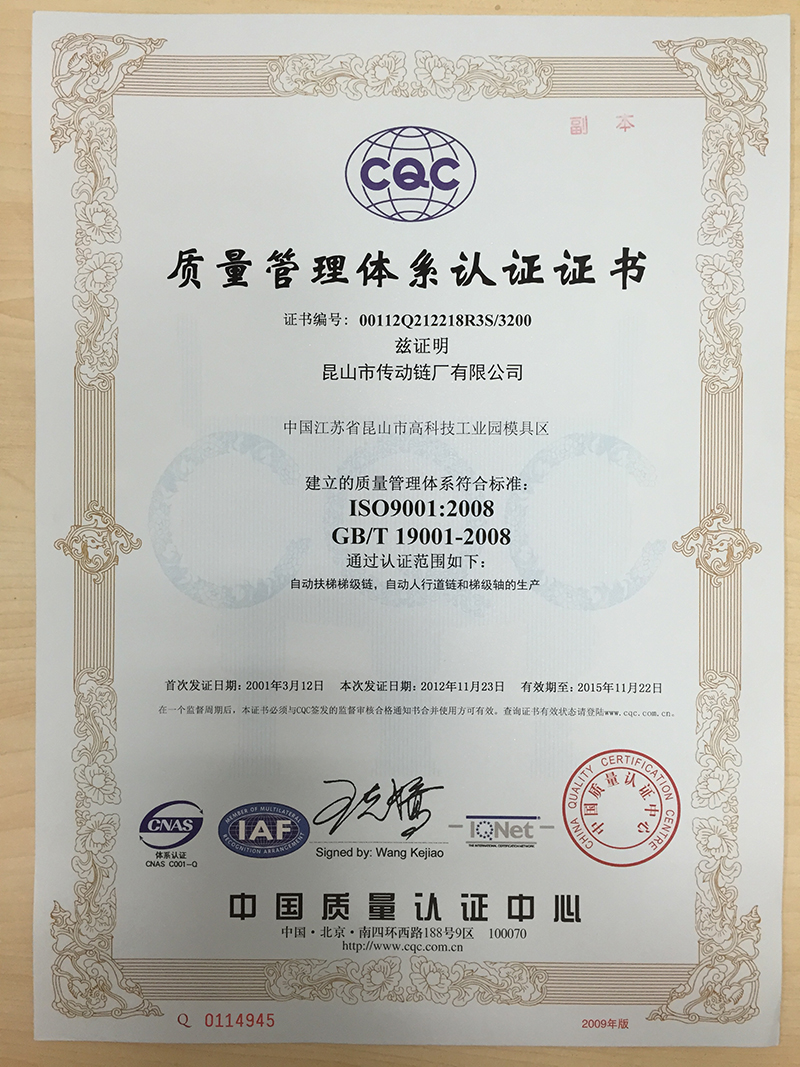 副 本
CQC
质量管理体系认证证书
证书编号：00112Q212218R3S/3200
兹证明
昆山市传动链厂有限公司
中国江苏省昆山市高科技工业园模具区
建立的质量管理体系符合标准：
ISO9001:2008
GB/T 19001-2008
通过认证范围如下：
自动扶梯梯级链，自动人行道链和梯级轴的生产
首次发证日期：2001年3月12日 本次发证日期：2012年11月23日 有效期至：2015年11月22日
在一个监督周期后，本证书必须与CQC签发的监督审核合格通知书合并使用方可有效。查询证书有效状态请登陆www.cqc.com.cn。
CHINA QUALITY CERTIFICATION CENTRE
中国质量认证中心
CNAS
体系认证
CNAS C001-Q
MEMBER OF MULTILATERAL
IAF
RECOGNITION ARRANGEMENT
Signed by: Wang Kejiao
IQNet
THE INTERNATIONAL CERTIFICATION NETWORK
中国质量认证中心
中国·北京·南四环西路188号9区 100070
http://www.cqc.com.cn
Q 0114945
2009年版